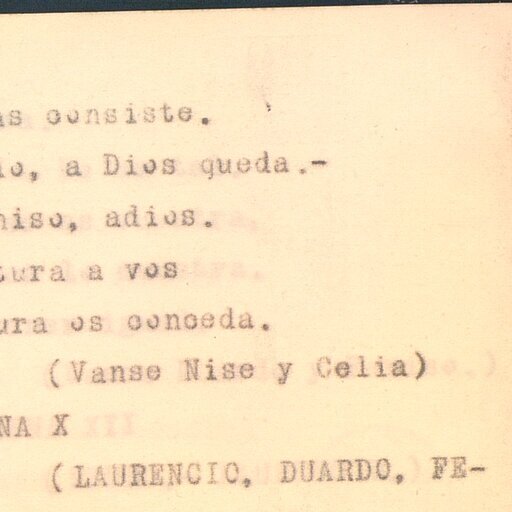 as consiste.
io, a Dios queda.-
niso, adios.
tura a vos
ura os conceda.
(Vanse Nise y Celia)
NA X
(LAURENCIO, DUARDO, FE-